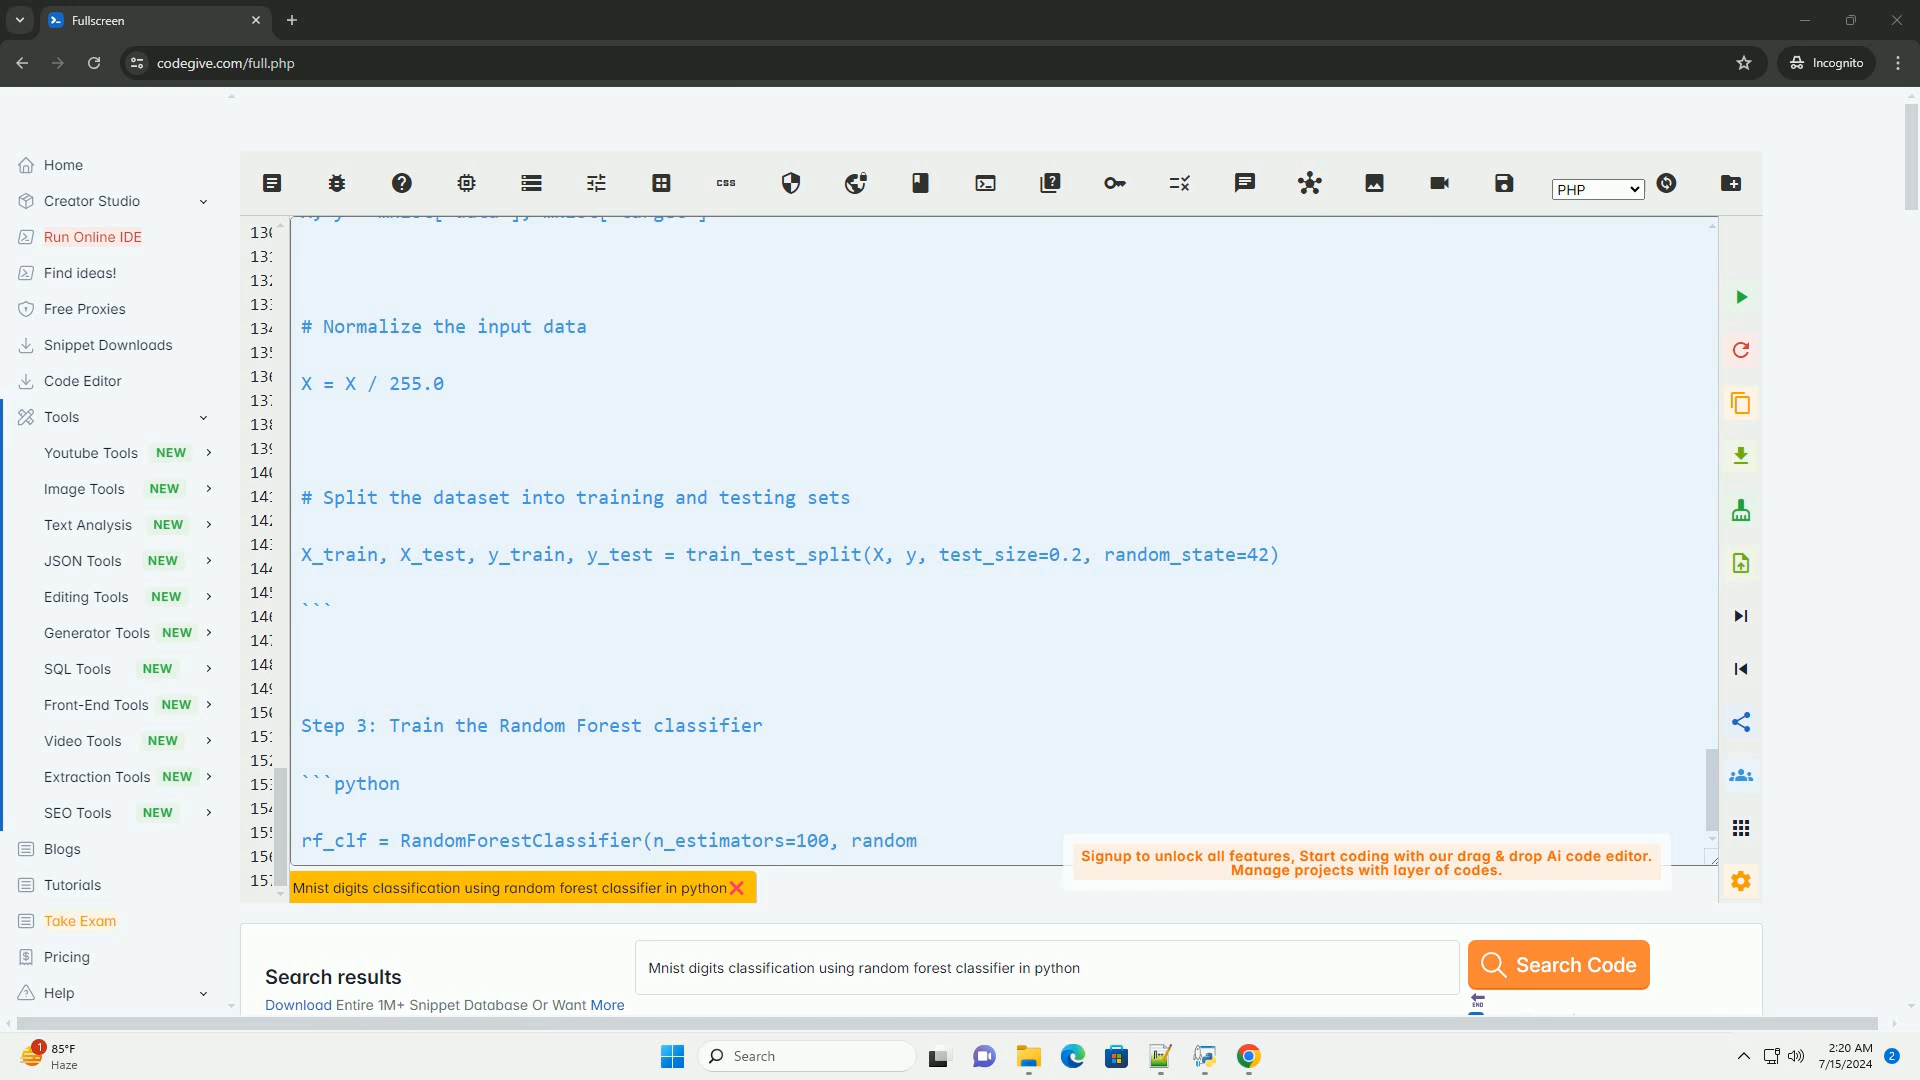 Fullscreen
codegive.com/full.php
Incognito
Home
Creator Studio
Run Online IDE
Find ideas!
Free Proxies
Snippet Downloads
Code Editor
Tools
Youtube Tools NEW
Image Tools NEW
Text Analysis NEW
JSON Tools NEW
Editing Tools NEW
Generator Tools NEW
SQL Tools NEW
Front-End Tools NEW
Video Tools NEW
Extraction Tools NEW
SEO Tools NEW
Blogs
Tutorials
Take Exam
Pricing
Help
css
PHP
# Normalize the input data
X = X / 255.0
# Split the dataset into training and testing sets
X_train, X_test, y_train, y_test = train_test_split(X, y, test_size=0.2, random_state=42)
```
Step 3: Train the Random Forest classifier
```python
rf_clf = RandomForestClassifier(n_estimators=100, random
Signup to unlock all features, Start coding with our drag & drop Ai code editor.
Manage projects with layer of codes.
Mnist digits classification using random forest classifier in python
Search results
Mnist digits classification using random forest classifier in python
Search Code
Download Entire 1M+ Snippet Database Or Want More
END
1
85°F
Haze
Search
2:20 AM
7/15/2024
2